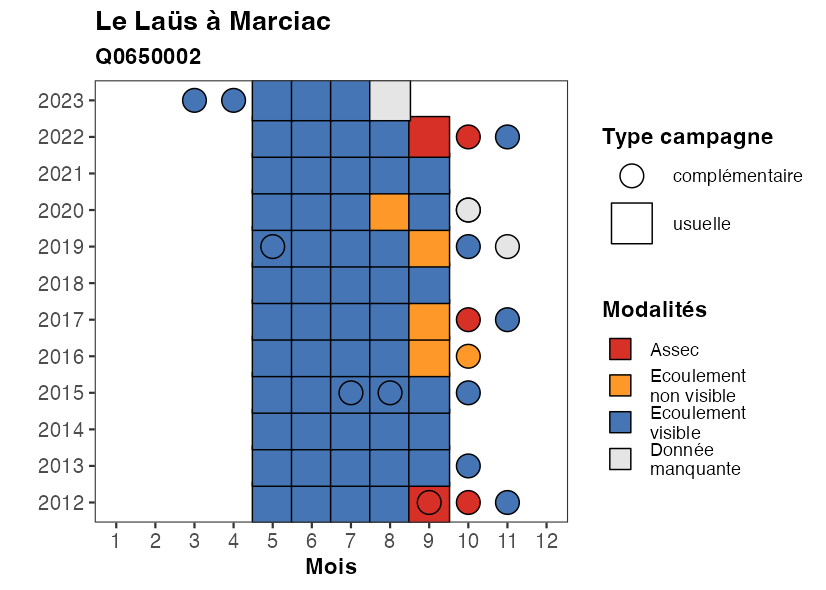 Le Laüs à Marciac
Q0650002
2023
2022
2021
2020
2019
2018
2017
2016
2015
2014
2013
2012
1 2 3 4 5 6 7 8 9 10 11 12
Mois
Type campagne
complémentaire
usuelle
Modalités
Assec
Ecoulement
non visible
Ecoulement
visible
Donnée
manquante